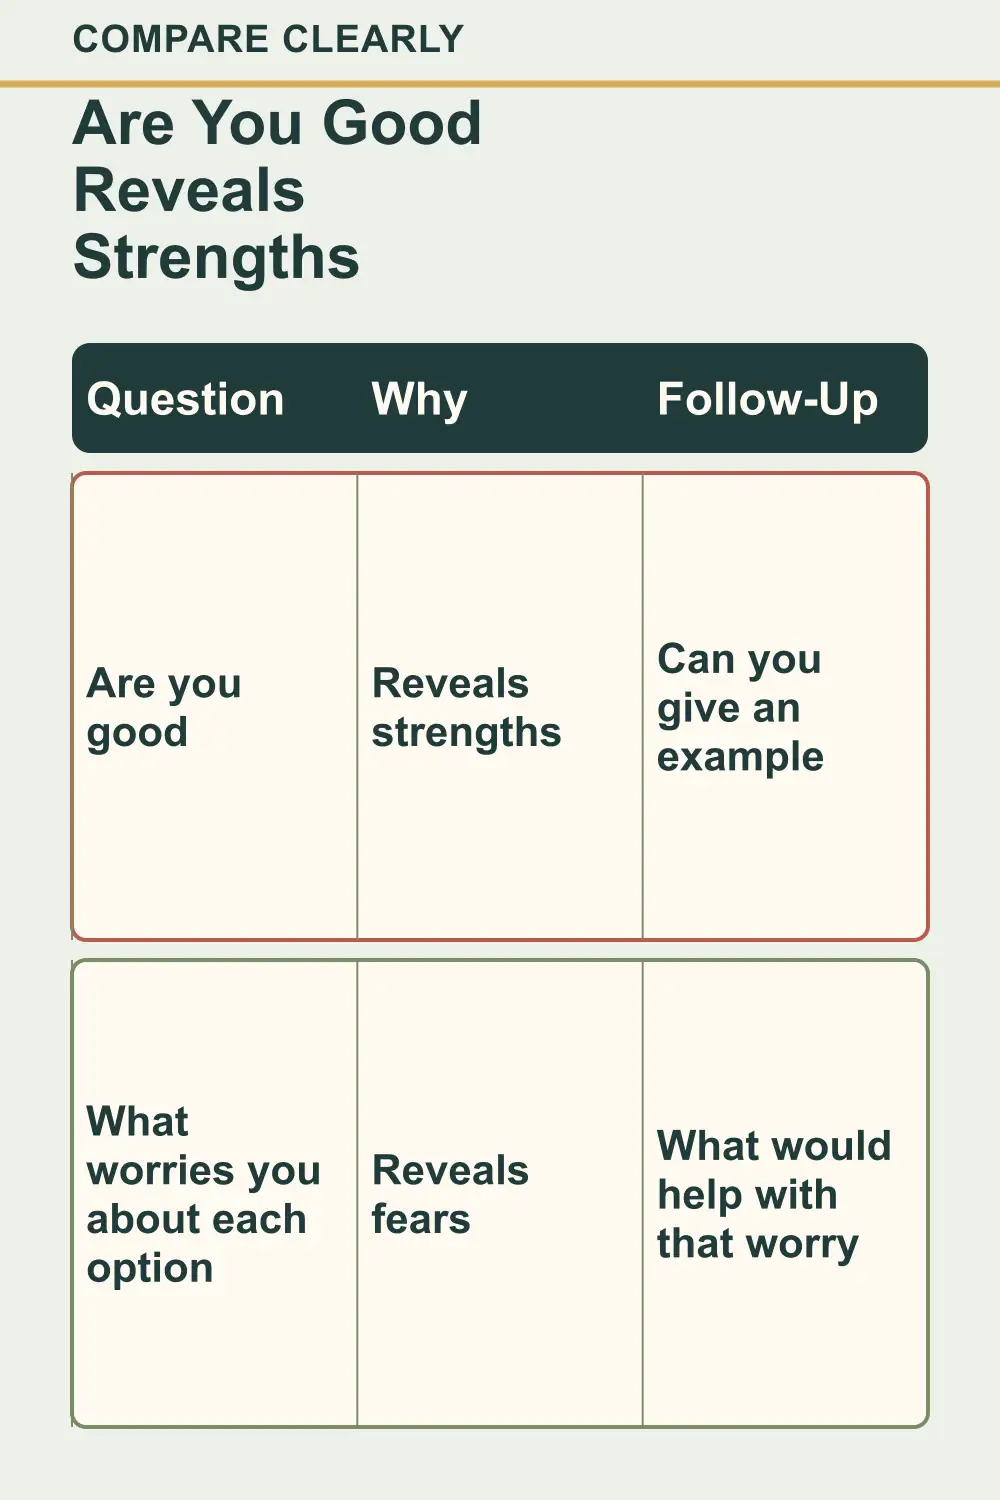 COMPARE CLEARLY
Are You Good
Reveals
Strengths
Question
Why
Follow-Up
Are you
good
Reveals
strengths
Can you
give an
example
What
worries you
about each
option
Reveals
fears
What would
help with
that worry